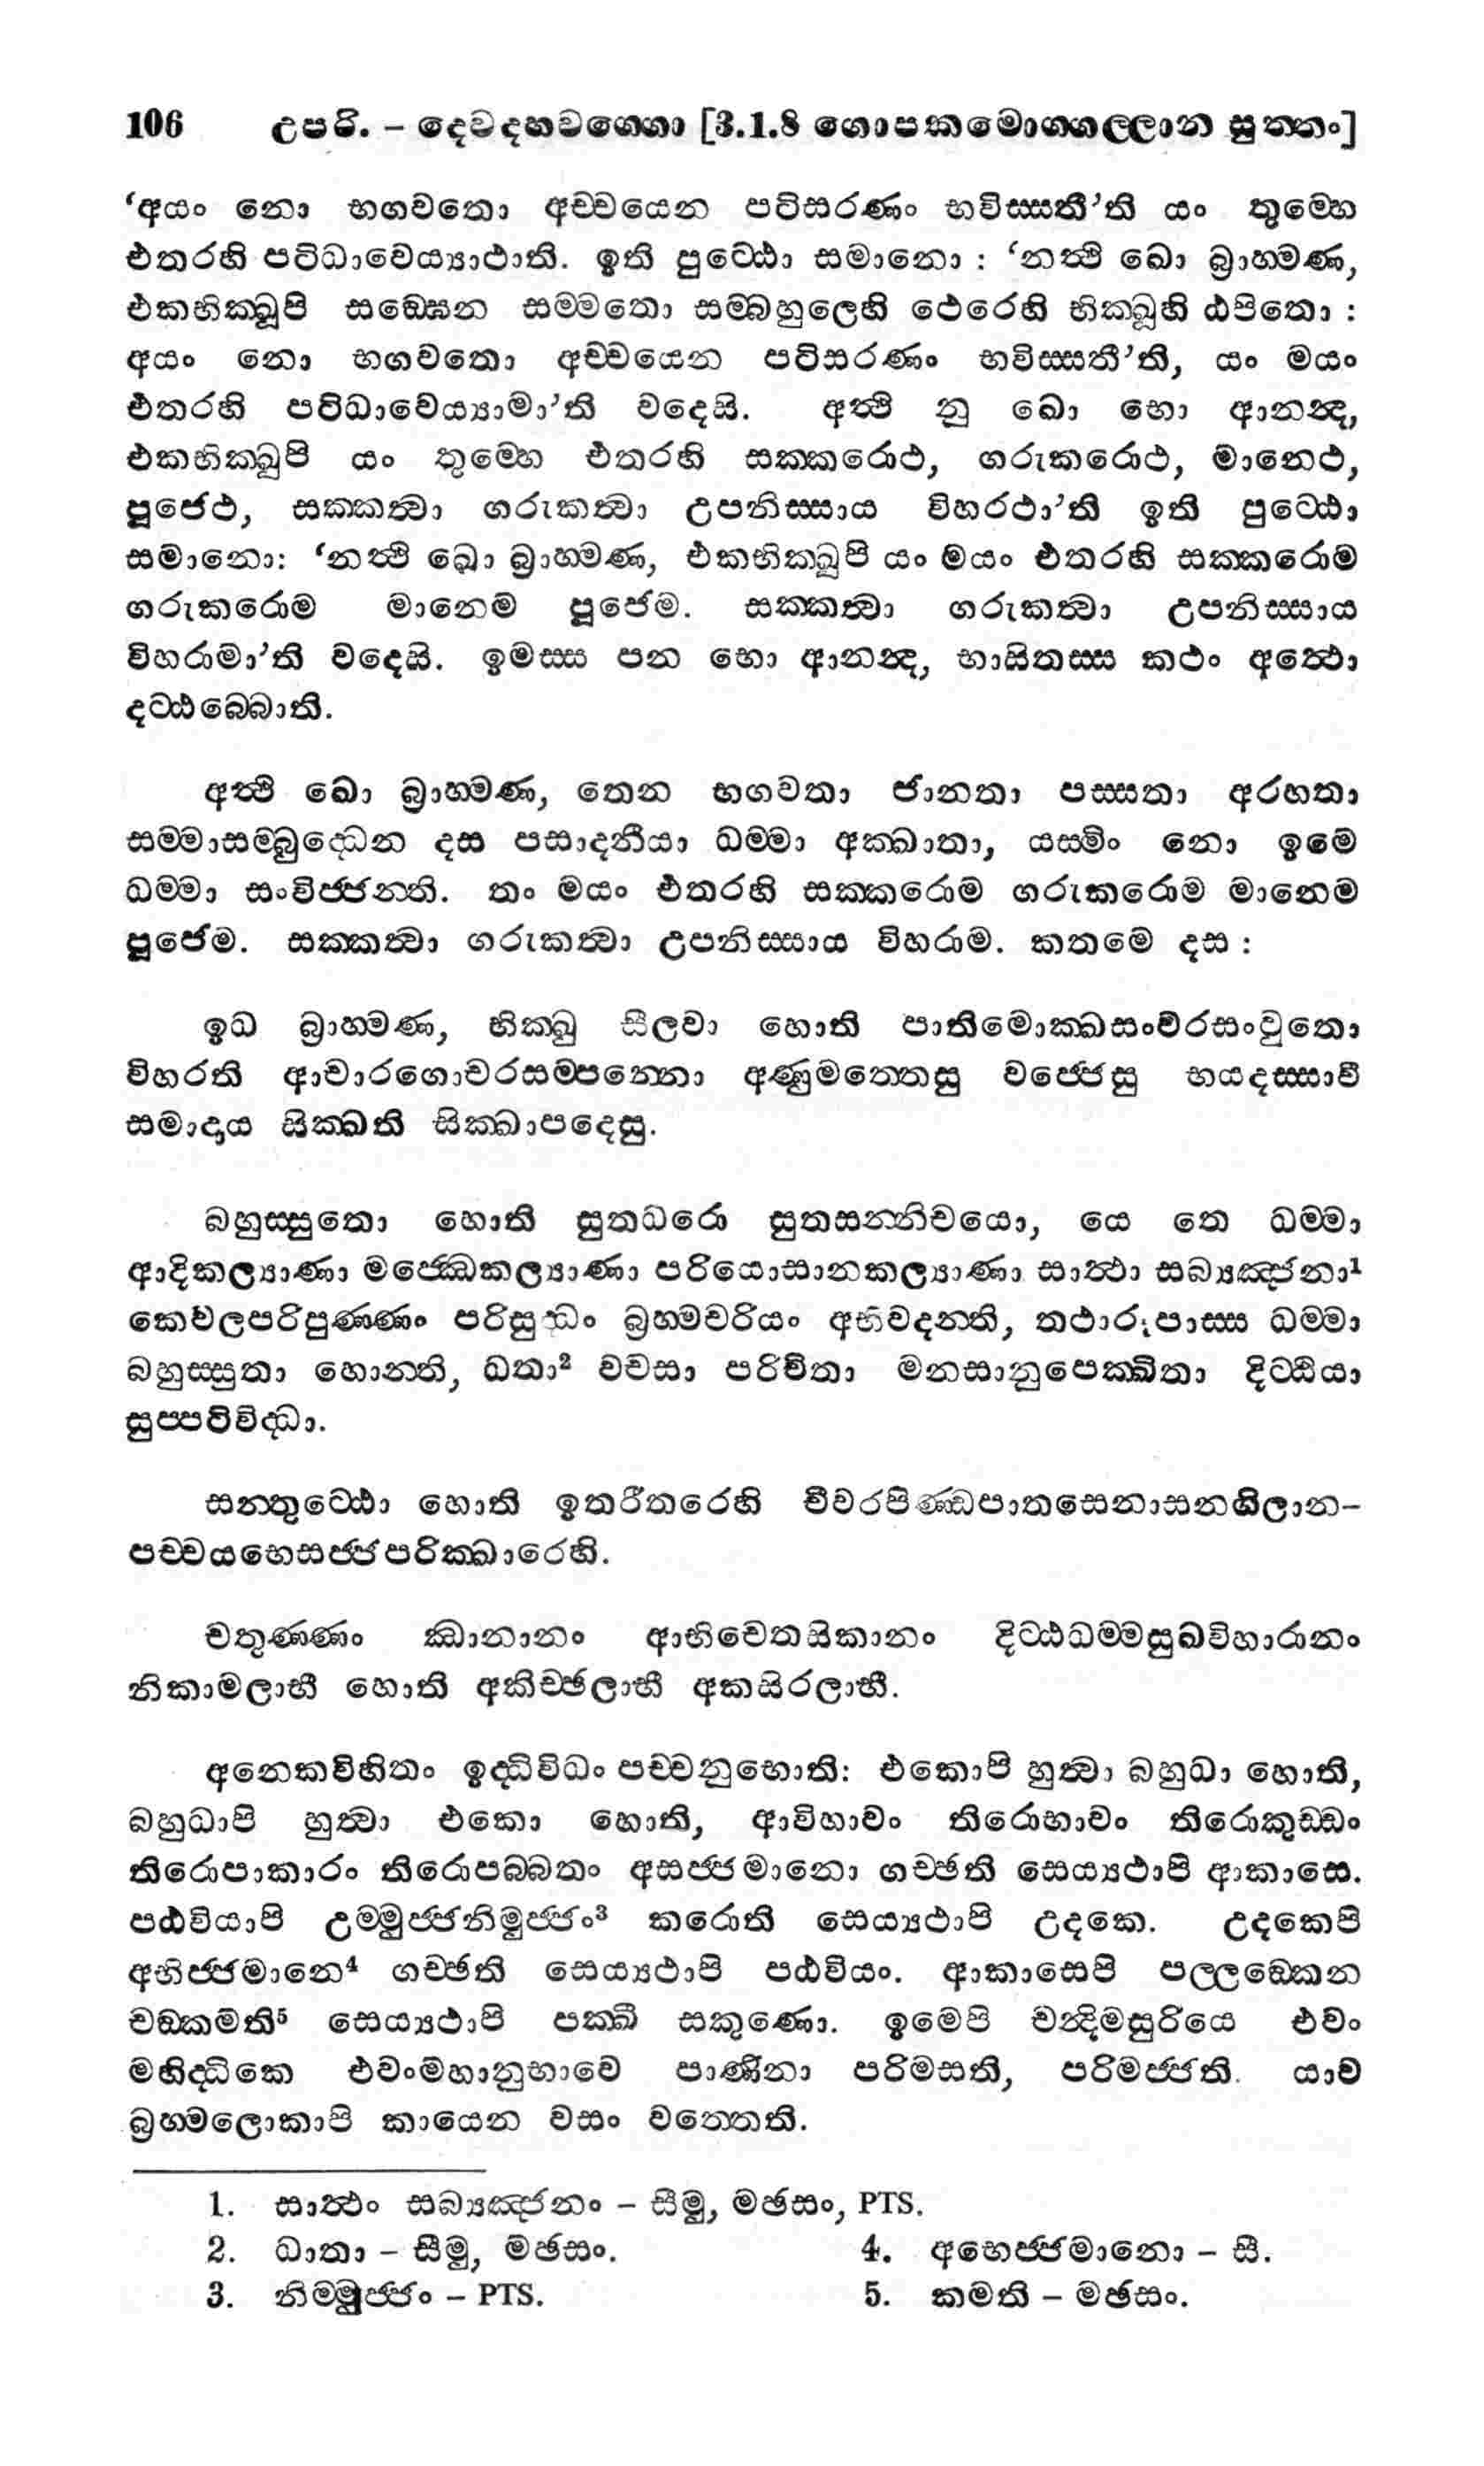 106 උපරි. – දෙවදහවග්ගො [3.1.8 ගොපකමොග්ගල්ලාන සුත්තං]
‘අයං නො භගවතො අච්චයෙන පටිසරණං භවිස්සතී’ති යං තුම්හෙ
එතරහි පටිධාවෙය්‍යාථාති. ඉති පුට්ඨො සමානො : ‘නත්ථි ඛො බ්‍රාහ්මණ,
එකභික්ඛූපි සඞ්ඝෙන සම්මතො සම්බහුලෙහි ථෙරෙහි භික්ඛූහි ඨපිතො :
අයං නො භගවතො අච්චයෙන පටිසරණං භවිස්සතී’ති, යං මයං
එතරහි පටිධාවෙය්‍යාමා’ති වදෙසි. අත්ථි නු ඛො භො ආනන්ද,
එකභික්ඛුපි යං තුම්හෙ එතරහි සක්කරොථ, ගරුකරොථ, මානෙථ,
පූජෙථ, සක්කත්වා ගරුකත්වා උපනිස්සාය විහරථා’ති ඉති පුට්ඨො
සමානො: ‘නත්ථි ඛො බ්‍රාහ්මණ, එකභික්ඛුපි යං මයං එතරහි සක්කරොම
ගරුකරොම මානෙම පූජෙම. සක්කත්වා ගරුකත්වා උපනිස්සාය
විහරාමා’ති වදෙසි. ඉමස්ස පන භො ආනන්ද, භාසිතස්ස කථං අත්ථො
දට්ඨබ්බොති.
අත්ථි ඛො බ්‍රාහ්මණ, තෙන භගවතා ජානතා පස්සතා අරහතා
සම්මාසම්බුද්ධෙන දස පසාදනීයා ධම්මා අක්ඛාතා, යස්මිං නො ඉමෙ
ධම්මා සංවිජ්ජන්ති. තං මයං එතරහි සක්කරොම ගරුකරොම මානෙම
පූජෙම. සක්කත්වා ගරුකත්වා උපනිස්සාය විහරාම. කතමෙ දස :
ඉධ බ්‍රාහ්මණ, භික්ඛු සීලවා හොති පාතිමොක්ඛසංවරසංවුතො
විහරති ආචාරගොචරසම්පන්නො අණුමත්තෙසු වජ්ජෙසු භයදස්සාවී
සමාදාය සික්ඛති සික්ඛාපදෙසු.
බහුස්සුතො හොති සුතධරො සුතසන්නිචයො, යෙ තෙ ධම්මා
ආදිකල්‍යාණා මජ්ඣෙකල්‍යාණා පරියොසානකල්‍යාණා සාත්ථා සබ්‍යඤ්ජනා¹
කෙවලපරිපුණ්ණං පරිසුද්ධං බ්‍රහ්මචරියං අභිවදන්ති, තථාරූපාස්ස ධම්මා
බහුස්සුතා හොන්ති, ධතා² වචසා පරිචිතා මනසානුපෙක්ඛිතා දිට්ඨියා
සුප්පටිවිද්ධා.
සන්තුට්ඨො හොති ඉතරීතරෙහි චීවරපිණ්ඩපාතසෙනාසනගිලාන-
පච්චයභෙසජ්ජපරික්ඛාරෙහි.
චතුණ්ණං ඣානානං ආභිචෙතසිකානං දිට්ඨධම්මසුඛවිහාරානං
නිකාමලාභී හොති අකිච්ඡලාභී අකසිරලාභී.
අනෙකවිහිතං ඉද්ධිවිධං පච්චනුභොති: එකොපි හුත්වා බහුධා හොති,
බහුධාපි හුත්වා එකො හොති, ආවිභාවං තිරොභාවං තිරොකුඩ්ඩං
තිරොපාකාරං තිරොපබ්බතං අසජ්ජමානො ගච්ඡති සෙය්‍යථාපි ආකාසෙ.
පඨවියාපි උම්මුජ්ජනිමුජ්ජං³ කරොති සෙය්‍යථාපි උදකෙ. උදකෙපි
අභිජ්ජමානෙ⁴ ගච්ඡති සෙය්‍යථාපි පඨවියං. ආකාසෙපි පල්ලඞ්කෙන
චඞ්කමති⁵ සෙය්‍යථාපි පක්ඛී සකුණො. ඉමෙපි චන්දිමසුරියෙ එවං
මහිද්ධිකෙ එවංමහානුභාවෙ පාණිනා පරිමසති, පරිමජ්ජති. යාව
බ්‍රහ්මලොකාපි කායෙන වසං වත්තෙති.
1. සාත්ථං සබ්‍යඤ්ජනං – සීමු, මඡසං, PTS.
2. ධාතා – සීමු, මඡසං.
3. නිම්මුජ්ජං – PTS.
4. අභෙජ්ජමානො – සී.
5. කමති – මඡසං.